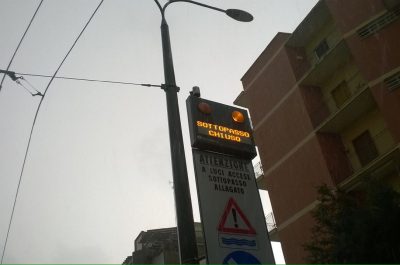 SOTTOPASSO
CHIUSO
ATTENZIONE
A LUCI ACCESE
SOTTOPASSO
ALLAGATO